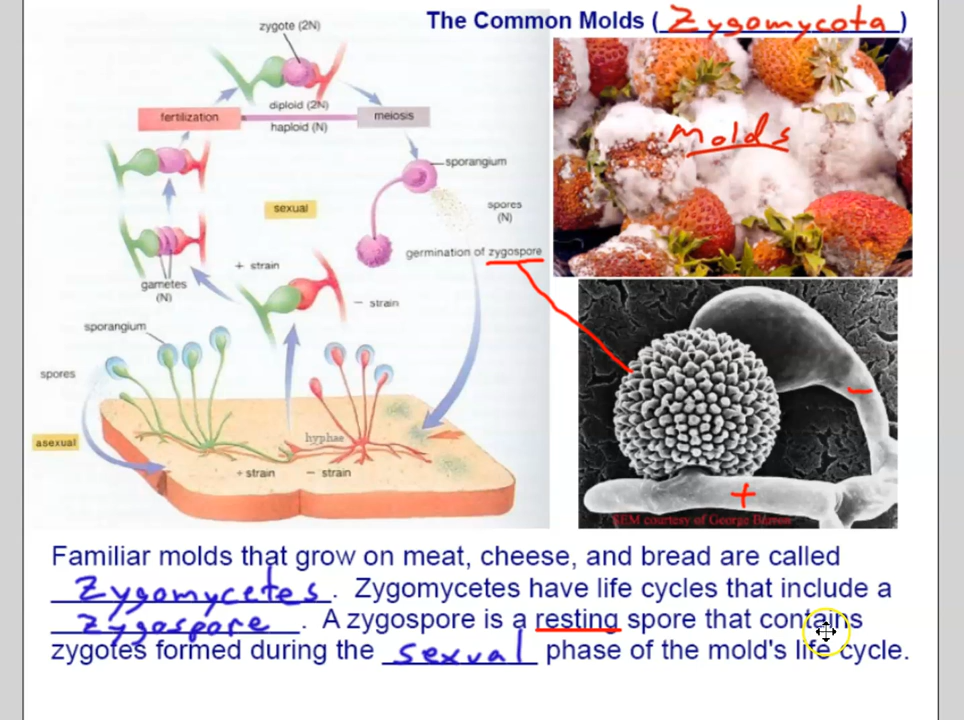 The Common Molds (Zygomycota)
zygote (2N)
diploid (2N)
fertilization
meiosis
haploid (N)
sporangium
sexual
spores
(N)
germination of zygospore
+ strain
gametes
(N)
− strain
sporangium
spores
asexual
hyphae
+ strain
− strain
Molds
−
+
SEM courtesy of George Barron
Familiar molds that grow on meat, cheese, and bread are called
Zygomycetes. Zygomycetes have life cycles that include a
zygospore. A zygospore is a resting spore that contains
zygotes formed during the sexual phase of the mold's life cycle.